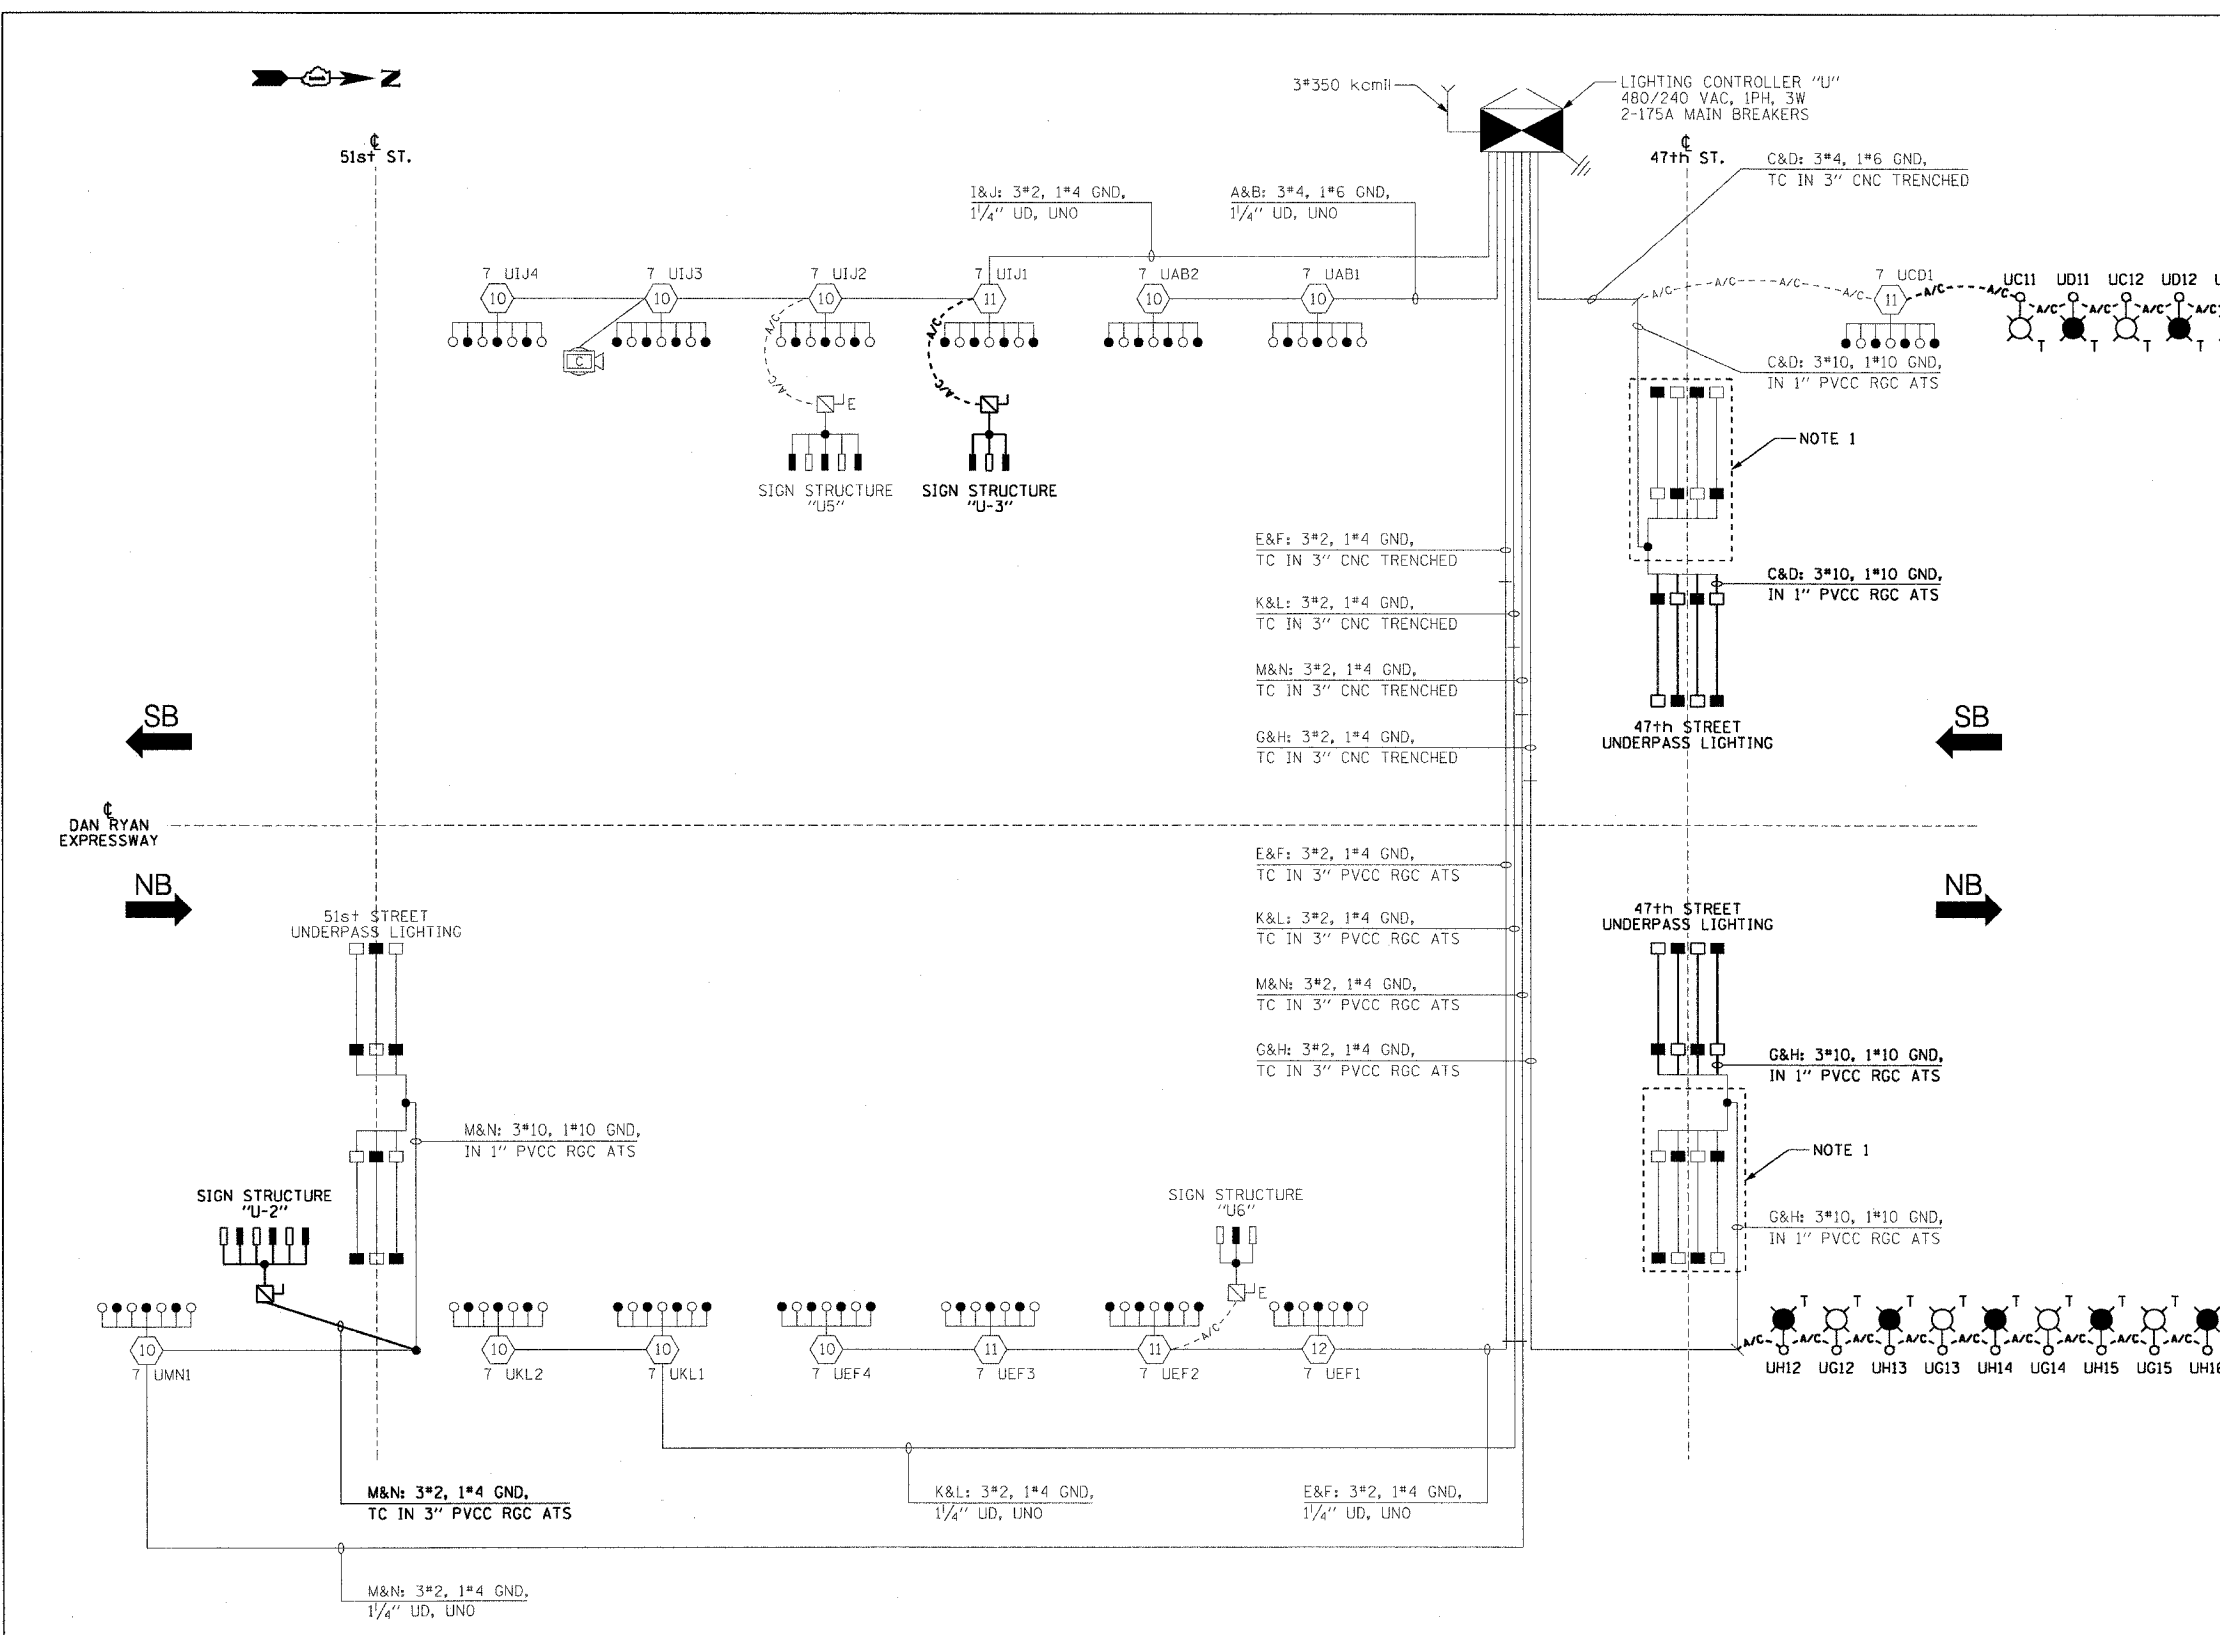 N
3#350 kcmil
LIGHTING CONTROLLER "U"
480/240 VAC, 1PH, 3W
2-175A MAIN BREAKERS
℄
51st ST.
℄
47th ST.
C&D: 3#4, 1#6 GND,
TC IN 3" CNC TRENCHED
I&J: 3#2, 1#4 GND,
1 1/4" UD, UNO
A&B: 3#4, 1#6 GND,
1 1/4" UD, UNO
7 UIJ4
7 UIJ3
7 UIJ2
7 UIJ1
7 UAB2
7 UAB1
7 UCD1
UC11 UD11 UC12 UD12 U
10
10
10
11
10
10
A/C A/C A/C
11
A/C A/C
A/C A/C A/C A/C
T T T T
A/C
A/C
A/C
A/C
C
C&D: 3#10, 1#10 GND,
IN 1" PVCC RGC ATS
E
NOTE 1
SIGN STRUCTURE
"U5"
SIGN STRUCTURE
"U-3"
E&F: 3#2, 1#4 GND,
TC IN 3" CNC TRENCHED
C&D: 3#10, 1#10 GND,
IN 1" PVCC RGC ATS
K&L: 3#2, 1#4 GND,
TC IN 3" CNC TRENCHED
M&N: 3#2, 1#4 GND,
TC IN 3" CNC TRENCHED
SB
SB
47th STREET
UNDERPASS LIGHTING
G&H: 3#2, 1#4 GND,
TC IN 3" CNC TRENCHED
℄
DAN RYAN
EXPRESSWAY
E&F: 3#2, 1#4 GND,
TC IN 3" PVCC RGC ATS
NB
NB
51st STREET
UNDERPASS LIGHTING
47th STREET
UNDERPASS LIGHTING
K&L: 3#2, 1#4 GND,
TC IN 3" PVCC RGC ATS
M&N: 3#2, 1#4 GND,
TC IN 3" PVCC RGC ATS
G&H: 3#2, 1#4 GND,
TC IN 3" PVCC RGC ATS
G&H: 3#10, 1#10 GND,
IN 1" PVCC RGC ATS
M&N: 3#10, 1#10 GND,
IN 1" PVCC RGC ATS
NOTE 1
SIGN STRUCTURE
"U-2"
SIGN STRUCTURE
"U6"
G&H: 3#10, 1#10 GND,
IN 1" PVCC RGC ATS
E
T T T T T T T T
A/C
10
10
10
10
11
11
12
A/C A/C A/C A/C A/C A/C A/C A/C A/C
7 UMN1
7 UKL2
7 UKL1
7 UEF4
7 UEF3
7 UEF2
7 UEF1
UH12 UG12 UH13 UG13 UH14 UG14 UH15 UG15 UH16
M&N: 3#2, 1#4 GND,
TC IN 3" PVCC RGC ATS
K&L: 3#2, 1#4 GND,
1 1/4" UD, UNO
E&F: 3#2, 1#4 GND,
1 1/4" UD, UNO
M&N: 3#2, 1#4 GND,
1 1/4" UD, UNO